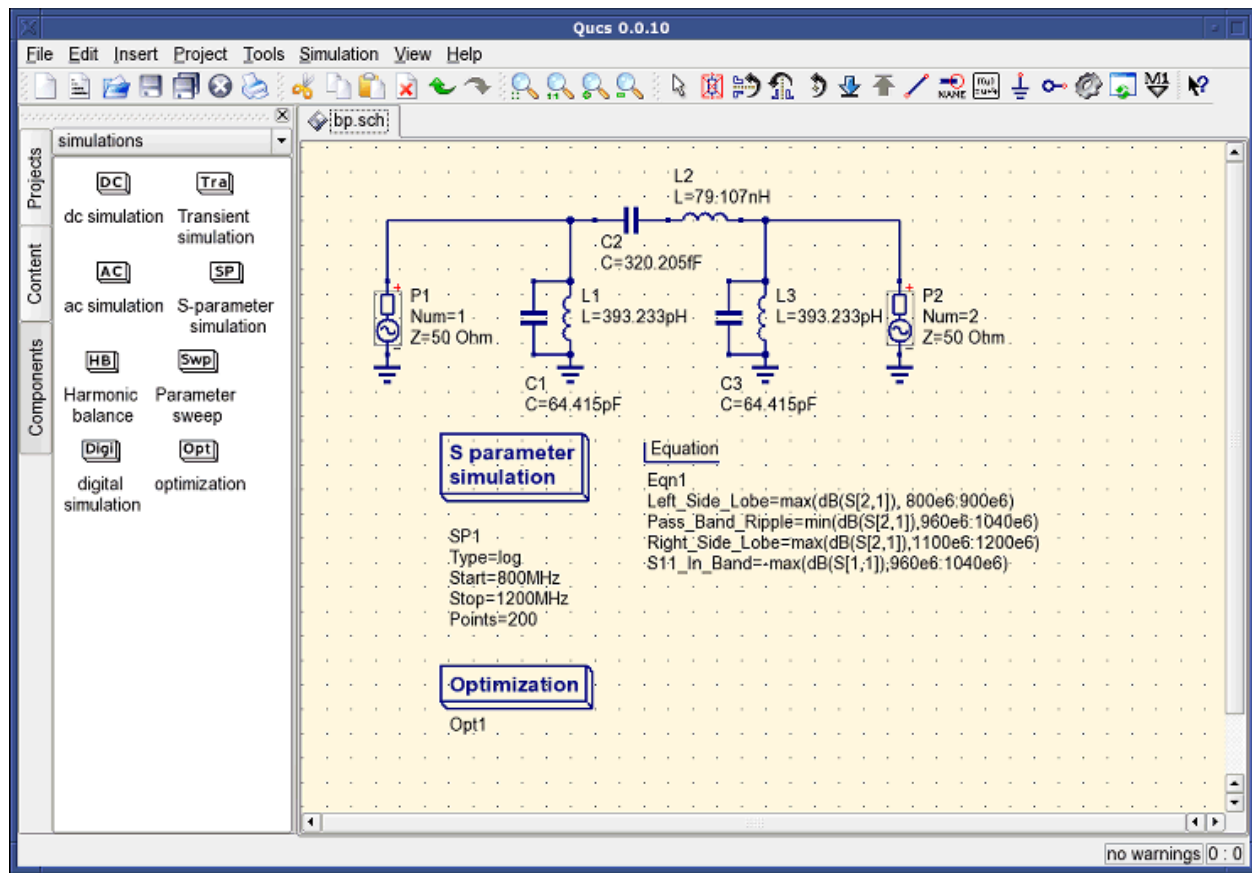 Qucs 0.0.10
File Edit Insert Project Tools Simulation View Help
NAME
M1
bp.sch
Projects
Content
Components
simulations
DC
Tra
dc simulation
Transient
simulation
AC
SP
ac simulation
S-parameter
simulation
HB
Swp
Harmonic
balance
Parameter
sweep
Digi
Opt
digital
simulation
optimization
L2
L=79.107nH
C2
C=320.205fF
P1
Num=1
Z=50 Ohm
L1
L=393.233pH
L3
L=393.233pH
P2
Num=2
Z=50 Ohm
C1
C=64.415pF
C3
C=64.415pF
S parameter
simulation
SP1
Type=log
Start=800MHz
Stop=1200MHz
Points=200
Equation
Eqn1
Left_Side_Lobe=max(dB(S[2,1]), 800e6:900e6)
Pass_Band_Ripple=min(dB(S[2,1]),960e6:1040e6)
Right_Side_Lobe=max(dB(S[2,1]),1100e6:1200e6)
S11_In_Band=-max(dB(S[1,1]),960e6:1040e6)
Optimization
Opt1
no warnings 0 : 0